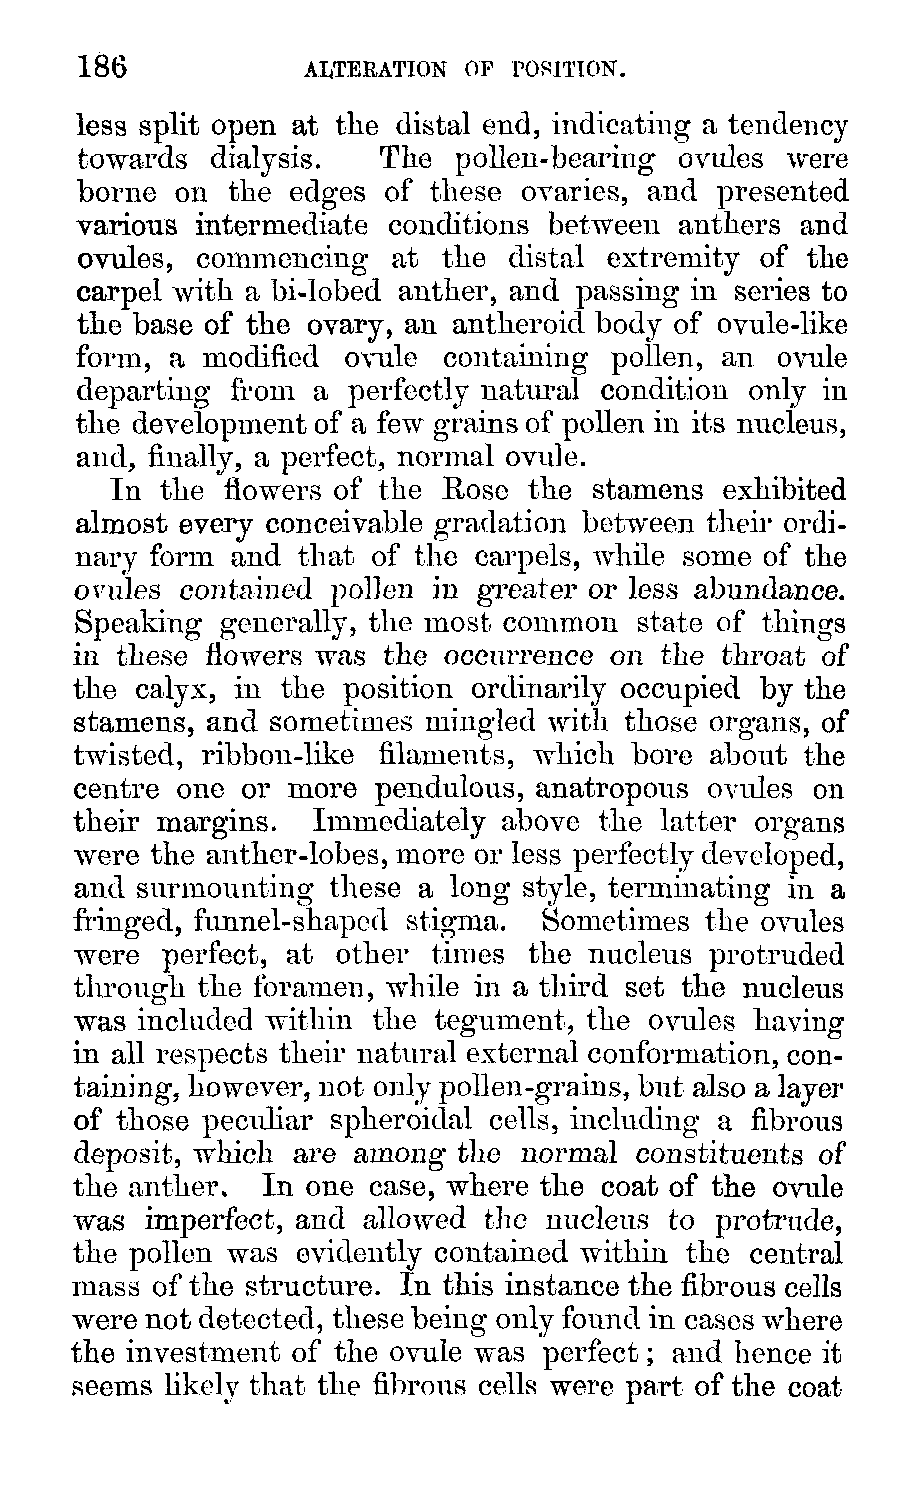 186 ALTERATION OF POSITION.
less split open at the distal end, indicating a tendency
towards dialysis. The pollen-bearing ovules were
borne on the edges of these ovaries, and presented
various intermediate conditions between anthers and
ovules, commencing at the distal extremity of the
carpel with a bi-lobed anther, and passing in series to
the base of the ovary, an antheroid body of ovule-like
form, a modified ovule containing pollen, an ovule
departing from a perfectly natural condition only in
the development of a few grains of pollen in its nucleus,
and, finally, a perfect, normal ovule.
In the flowers of the Rose the stamens exhibited
almost every conceivable gradation between their ordi-
nary form and that of the carpels, while some of the
ovules contained pollen in greater or less abundance.
Speaking generally, the most common state of things
in these flowers was the occurrence on the throat of
the calyx, in the position ordinarily occupied by the
stamens, and sometimes mingled with those organs, of
twisted, ribbon-like filaments, which bore about the
centre one or more pendulous, anatropous ovules on
their margins. Immediately above the latter organs
were the anther-lobes, more or less perfectly developed,
and surmounting these a long style, terminating in a
fringed, funnel-shaped stigma. Sometimes the ovules
were perfect, at other times the nucleus protruded
through the foramen, while in a third set the nucleus
was included within the tegument, the ovules having
in all respects their natural external conformation, con-
taining, however, not only pollen-grains, but also a layer
of those peculiar spheroidal cells, including a fibrous
deposit, which are among the normal constituents of
the anther. In one case, where the coat of the ovule
was imperfect, and allowed the nucleus to protrude,
the pollen was evidently contained within the central
mass of the structure. In this instance the fibrous cells
were not detected, these being only found in cases where
the investment of the ovule was perfect; and hence it
seems likely that the fibrous cells were part of the coat